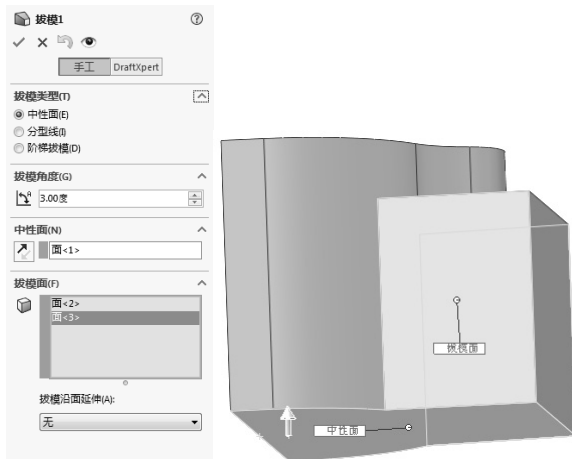 拔模1
手工 DraftXpert
拔模类型(T)
中性面(E)
分型线(I)
阶梯拔模(D)
拔模角度(G)
3.00度
中性面(N)
面<1>
拔模面(F)
面<2>
面<3>
拔模沿面延伸(A):
无
拔模面
中性面